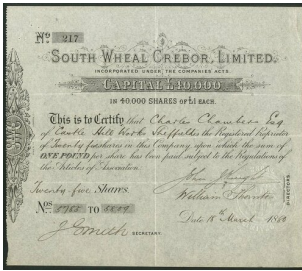 No 217
SOUTH WHEAL CREBOR, LIMITED.
INCORPORATED UNDER THE COMPANIES ACTS.
CAPITAL £40,000
IN 40,000 SHARES OF £1 EACH.
This is to Certify that Charles Chambers Esq
of Castle Hill Works Sheffield is the Registered Proprietor
of Twenty five shares in this Company upon which the sum of
ONE POUND per share has been paid subject to the Regulations of
the Articles of Association.
Twenty-five Shares.
Nos. TO
DIRECTORS
William Thornton
Date 18th March
SECRETARY